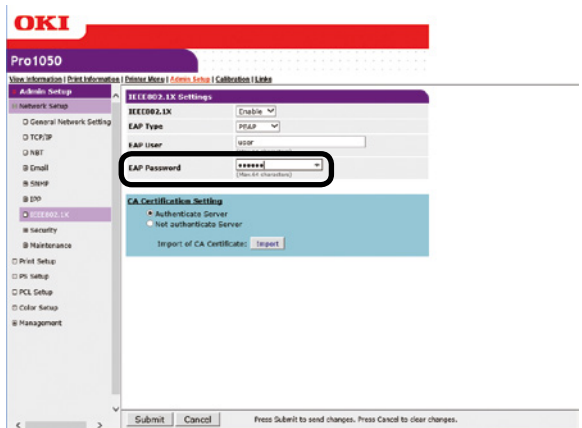 OKI
Pro1050
View Information | Print Information | Printer Menu | Admin Setup | Calibration | Links
Admin Setup
Network Setup
General Network Setting
TCP/IP
NBT
Email
SNMP
IPP
IEEE802.1X
Security
Maintenance
Print Setup
PS Setup
PCL Setup
Color Setup
Management
IEEE802.1X Settings
IEEE802.1X Enable
EAP Type PEAP
EAP User user
EAP Password ••••••
(Max.64 characters)
CA Certification Setting
Authenticate Server
Not authenticate Server
Import of CA Certificate: Import
Submit Cancel Press Submit to send changes. Press Cancel to clear changes.